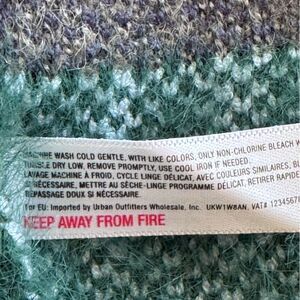 MACHINE WASH COLD GENTLE, WITH LIKE COLORS, ONLY NON-CHLORINE BLEACH W
TUMBLE DRY LOW, REMOVE PROMPTLY, USE COOL IRON IF NEEDED.
LAVAGE MACHINE À FROID, CYCLE LINGE DÉLICAT, AVEC COULEURS SIMILAIRES, BL
SI NÉCESSAIRE, METTRE AU SÈCHE-LINGE PROGRAMME DÉLICAT, RETIRER RAPIDE
REPASSAGE DOUX SI NÉCESSAIRE.
For EU: Imported by Urban Outfitters Wholesale, Inc. UKW1W8AN, VAT# 1234567
KEEP AWAY FROM FIRE